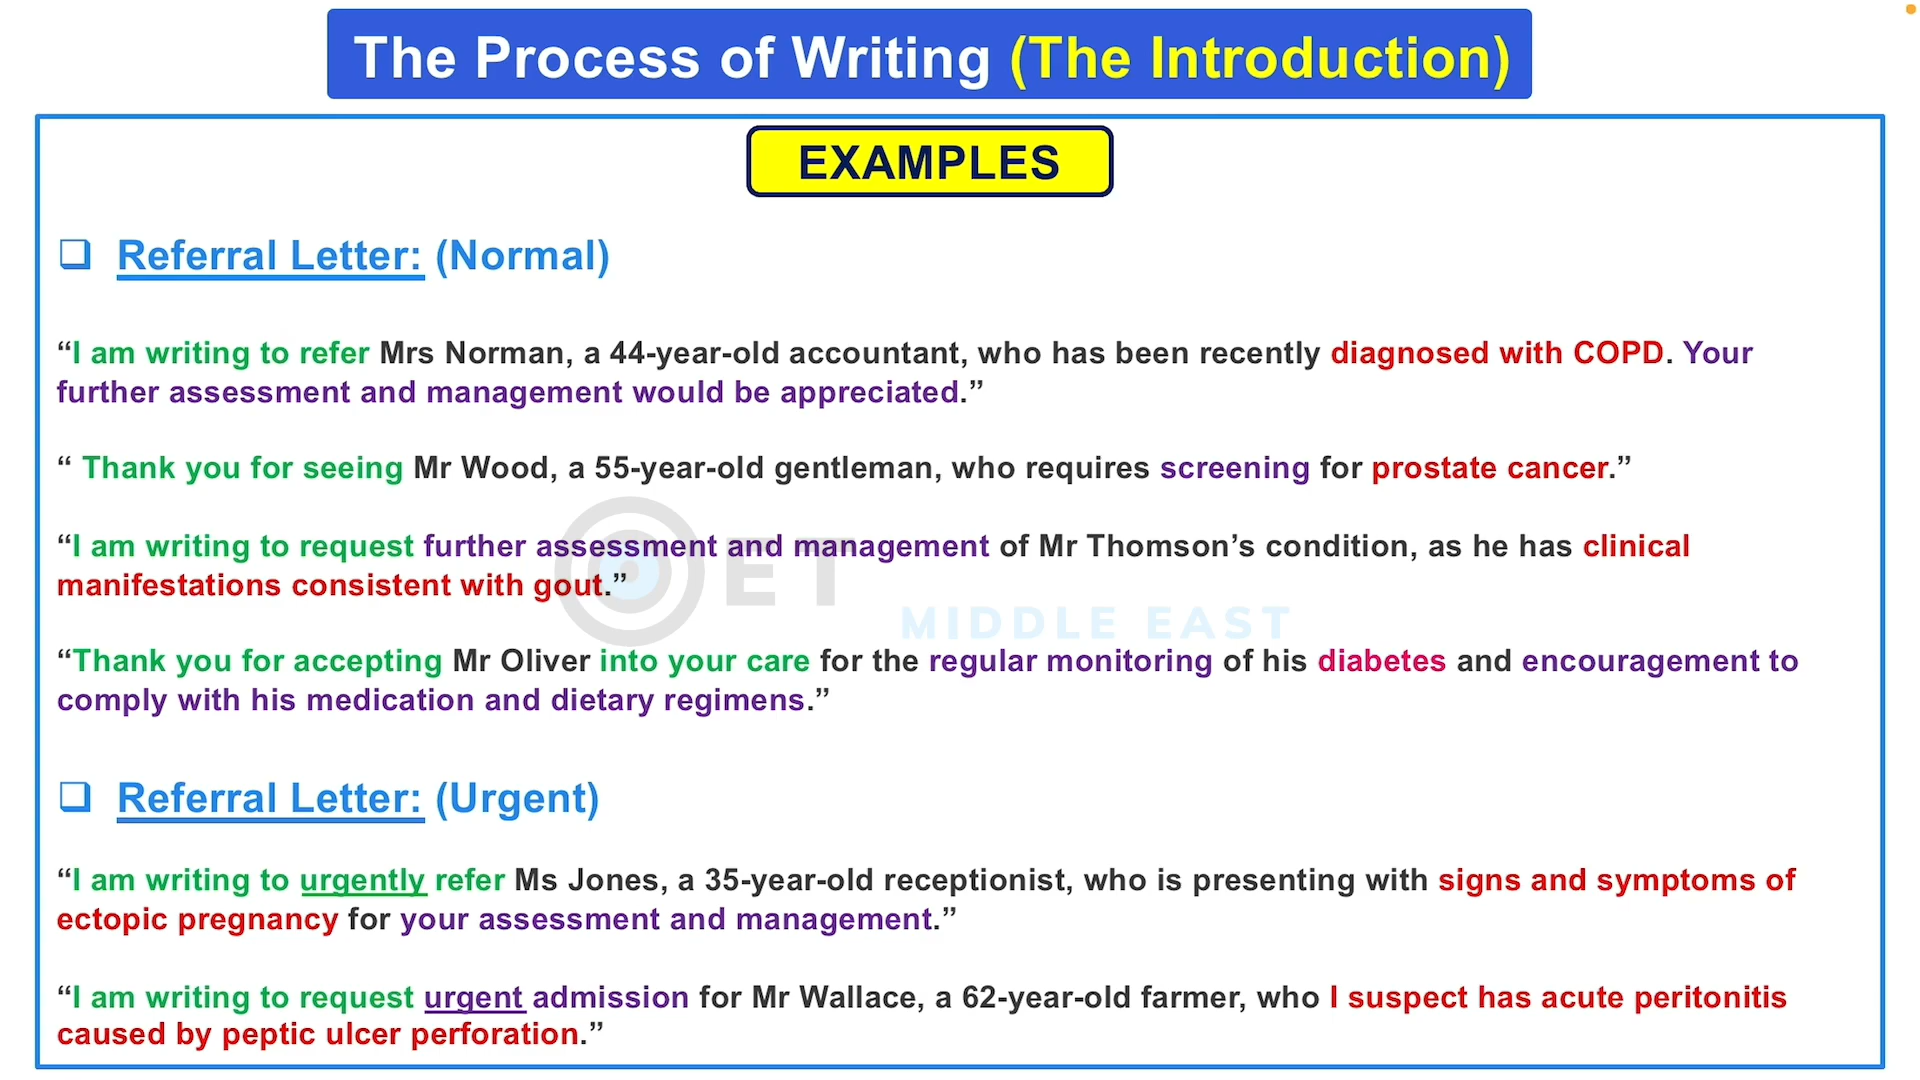 The Process of Writing (The Introduction)
EXAMPLES
❑ Referral Letter: (Normal)
“I am writing to refer Mrs Norman, a 44-year-old accountant, who has been recently diagnosed with COPD. Your
further assessment and management would be appreciated.”
“ Thank you for seeing Mr Wood, a 55-year-old gentleman, who requires screening for prostate cancer.”
“I am writing to request further assessment and management of Mr Thomson’s condition, as he has clinical
manifestations consistent with gout.”
ET
MIDDLE EAST
“Thank you for accepting Mr Oliver into your care for the regular monitoring of his diabetes and encouragement to
comply with his medication and dietary regimens.”
❑ Referral Letter: (Urgent)
“I am writing to urgently refer Ms Jones, a 35-year-old receptionist, who is presenting with signs and symptoms of
ectopic pregnancy for your assessment and management.”
“I am writing to request urgent admission for Mr Wallace, a 62-year-old farmer, who I suspect has acute peritonitis
caused by peptic ulcer perforation.”